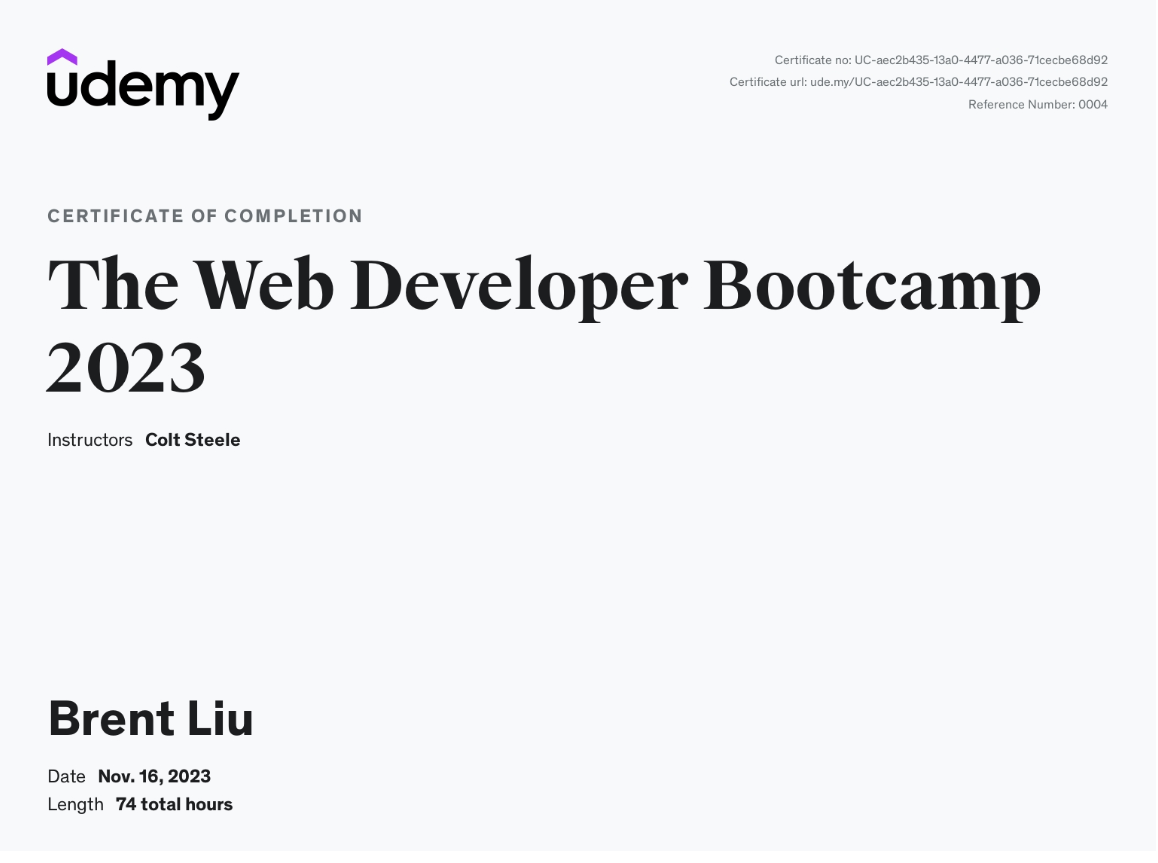 udemy
Certificate no: UC-aec2b435-13a0-4477-a036-71cecbe68d92
Certificate url: ude.my/UC-aec2b435-13a0-4477-a036-71cecbe68d92
Reference Number: 0004
CERTIFICATE OF COMPLETION
The Web Developer Bootcamp
2023
Instructors Colt Steele
Brent Liu
Date Nov. 16, 2023
Length 74 total hours